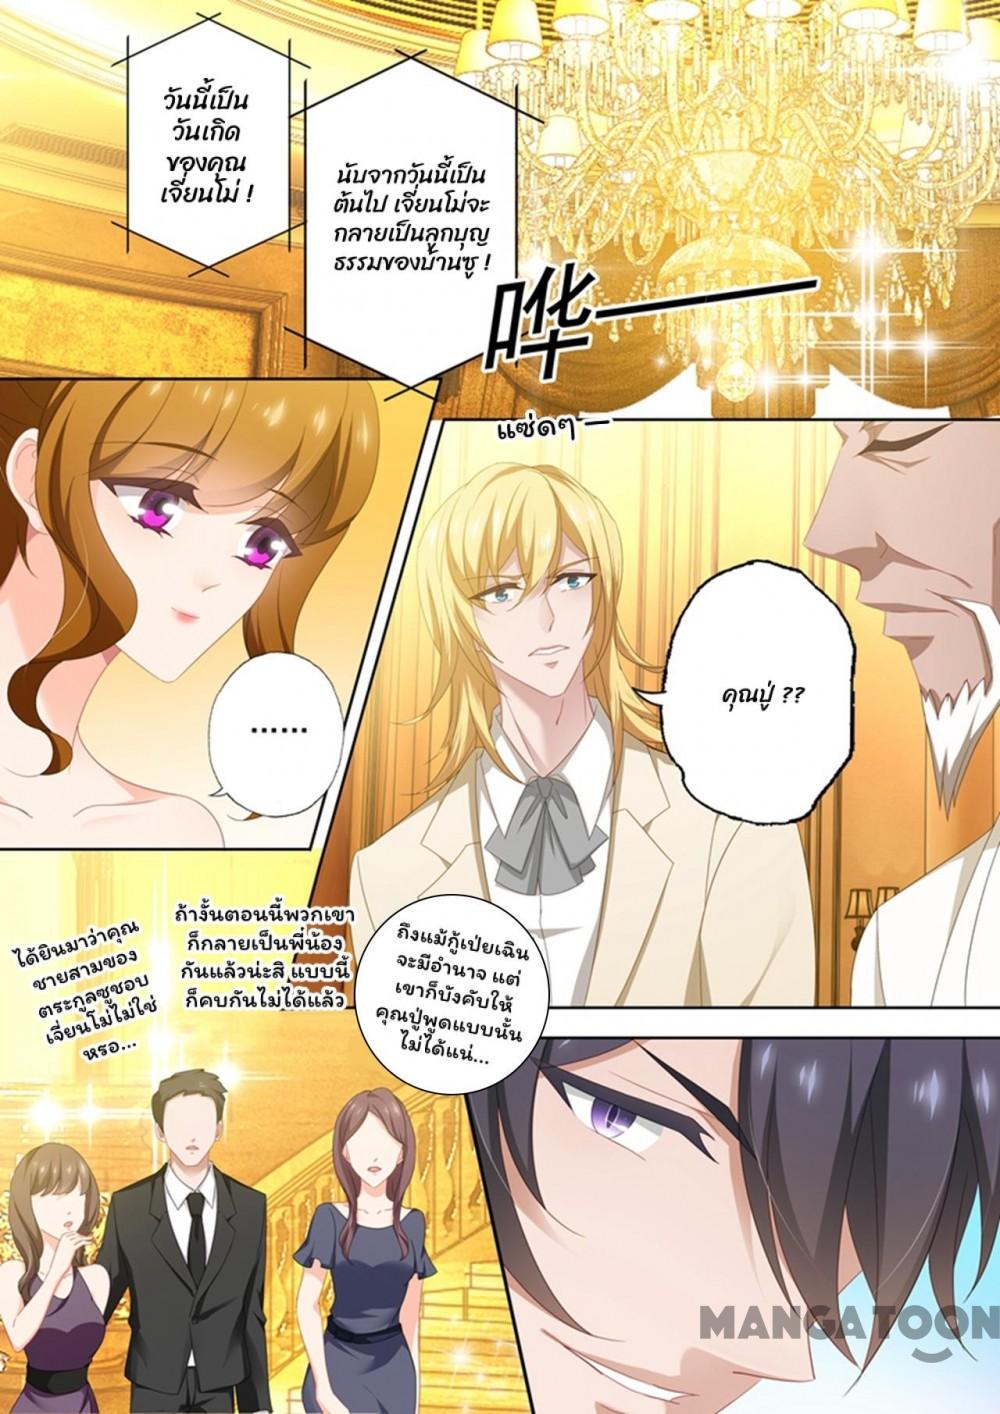 วันนี้เป็น
วันเกิด
ของคุณ
เจี่ยนโม่ !
นับจากวันนี้เป็น
ต้นไป เจี่ยนโม่จะ
กลายเป็นลูกบุญ
ธรรมของบ้านซู !
哗——
แซ่ดๆ —
......
คุณปู่ ??
ได้ยินมาว่าคุณ
ชายสามของ
ตระกูลซูชอบ
เจี่ยนโม่ไม่ใช่
หรอ...
ถ้างั้นตอนนี้พวกเขา
ก็กลายเป็นพี่น้อง
กันแล้วน่ะสิ แบบนี้
ก็คบกันไม่ได้แล้ว
ถึงแม้กู้เป่ยเฉิน
จะมีอำนาจ แต่
เขาก็บังคับให้
คุณปู่พูดแบบนั้น
ไม่ได้แน่...
MANGATOON